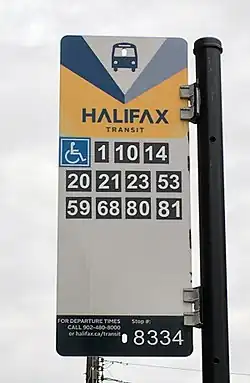 HALIFAX
TRANSIT
1 10 14
20 21 23 53
59 68 80 81
FOR DEPARTURE TIMES
CALL 902-480-8000
or halifax.ca/transit
Stop #:
8334